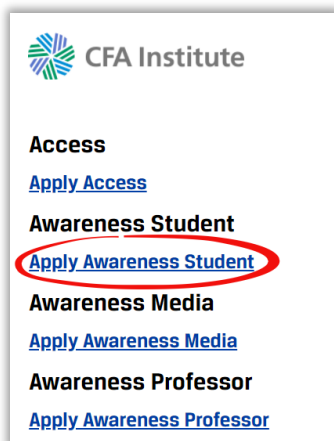 CFA Institute
Access
Apply Access
Awareness Student
Apply Awareness Student
Awareness Media
Apply Awareness Media
Awareness Professor
Apply Awareness Professor